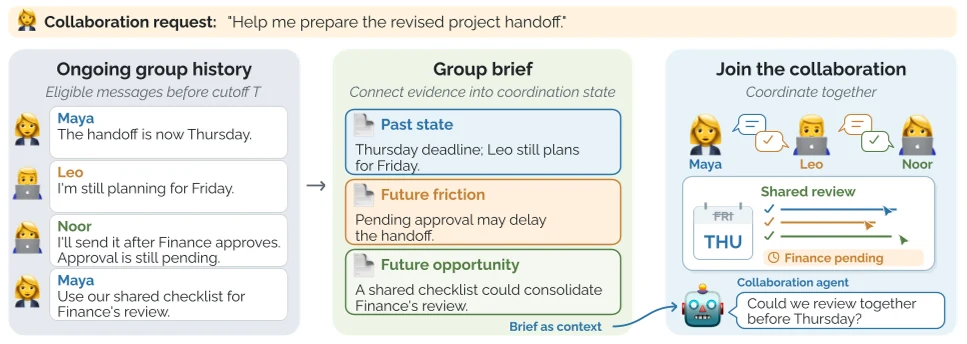 Collaboration request: "Help me prepare the revised project handoff."
Ongoing group history
Eligible messages before cutoff T
Maya
The handoff is now Thursday.
Leo
I'm still planning for Friday.
Noor
I'll send it after Finance approves.
Approval is still pending.
Maya
Use our shared checklist for
Finance's review.
→
Group brief
Connect evidence into coordination state
Past state
Thursday deadline; Leo still plans
for Friday.
Future friction
Pending approval may delay
the handoff.
Future opportunity
A shared checklist could consolidate
Finance's review.
Brief as context
Join the collaboration
Coordinate together
Maya
Leo
Noor
Shared review
FRI
THU
Finance pending
Collaboration agent
Could we review together
before Thursday?